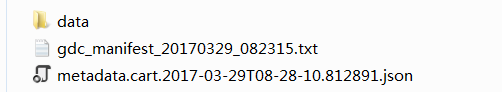 data
gdc_manifest_20170329_082315.txt
metadata.cart.2017-03-29T08-28-10.812891.json